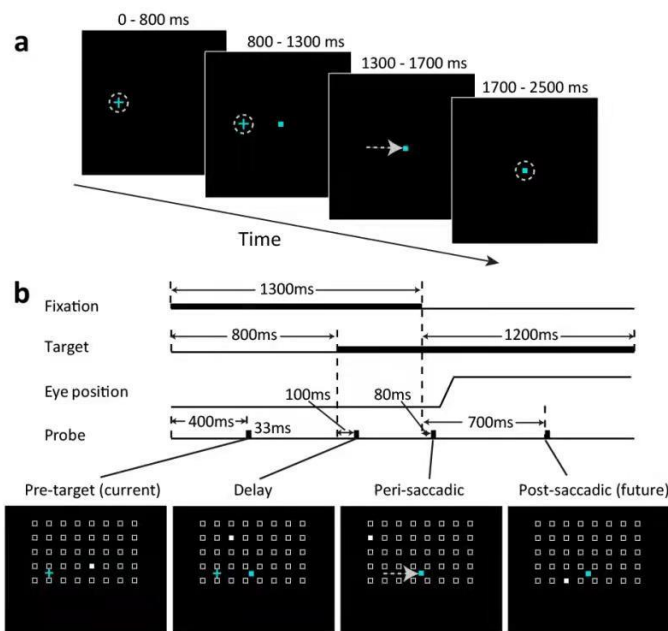 0 - 800 ms
a
800 - 1300 ms
1300 - 1700 ms
1700 - 2500 ms
Time
b
1300ms
Fixation
800ms
1200ms
Target
Eye position
100ms
80ms
400ms
700ms
33ms
Probe
Pre-target (current)
Delay
Peri-saccadic
Post-saccadic (future)